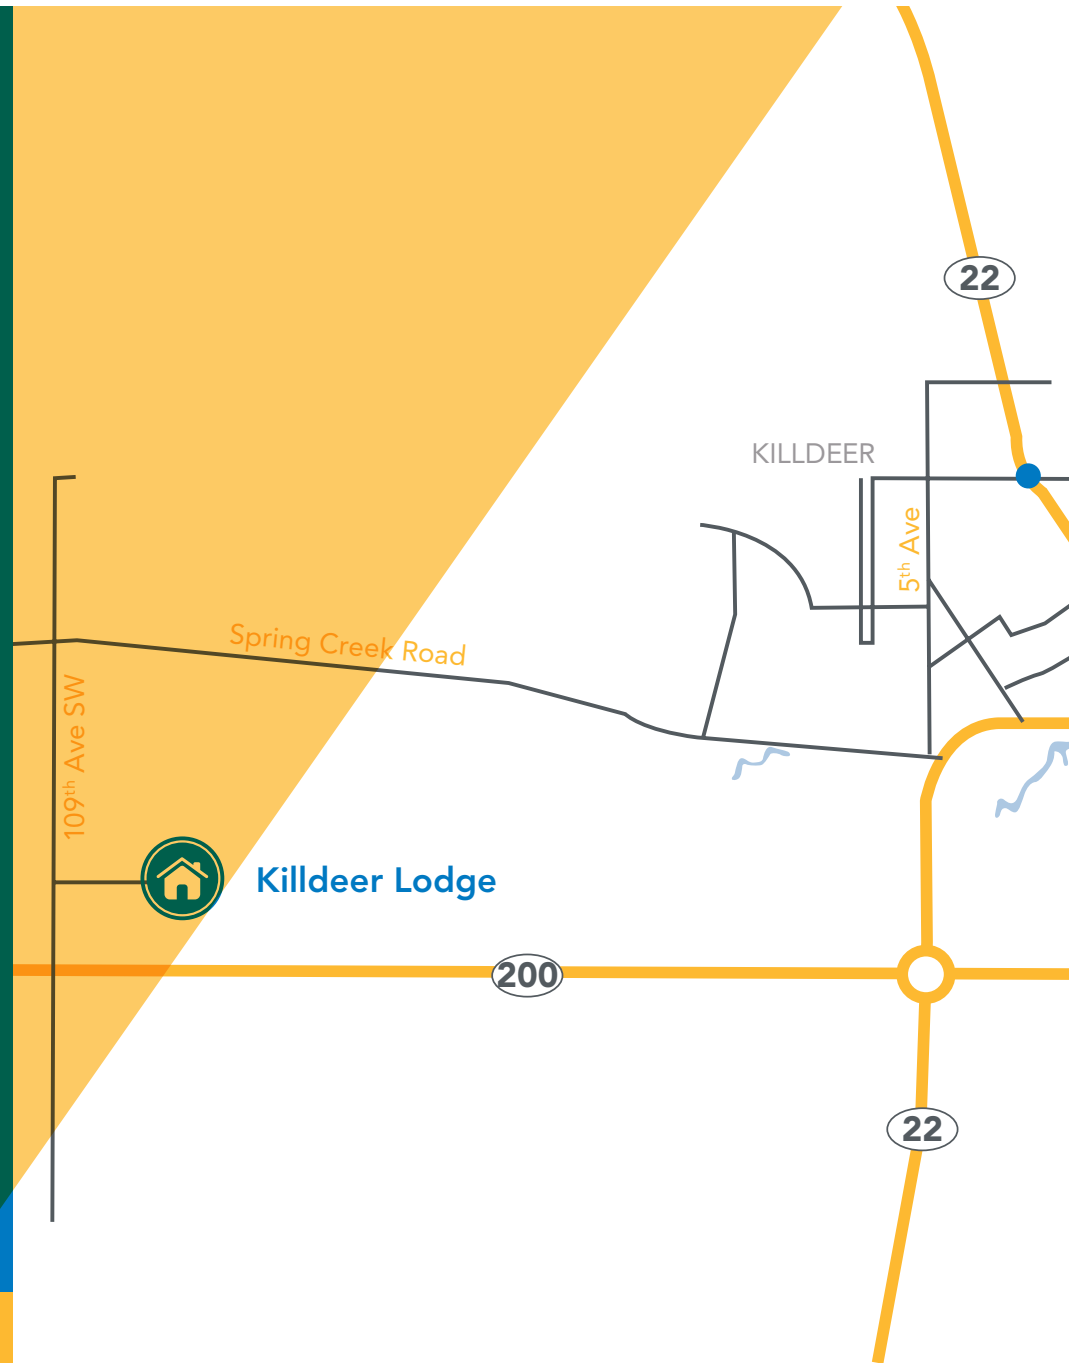 22
KILLDEER
5th Ave
Spring Creek Road
109th Ave SW
Killdeer Lodge
200
22